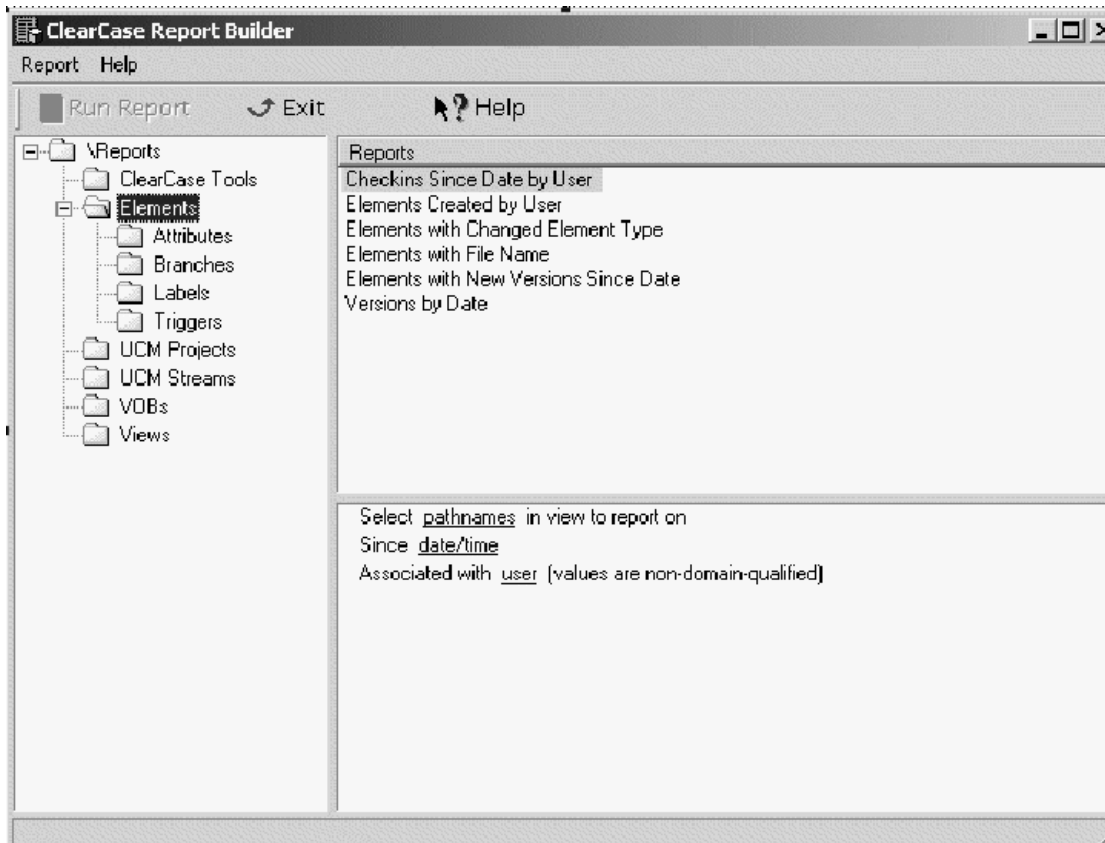 ClearCase Report Builder
Report Help
Run Report Exit Help
\Reports
ClearCase Tools
Elements
Attributes
Branches
Labels
Triggers
UCM Projects
UCM Streams
VOBs
Views
Reports
Checkins Since Date by User
Elements Created by User
Elements with Changed Element Type
Elements with File Name
Elements with New Versions Since Date
Versions by Date
Select pathnames in view to report on
Since date/time
Associated with user (values are non-domain-qualified)